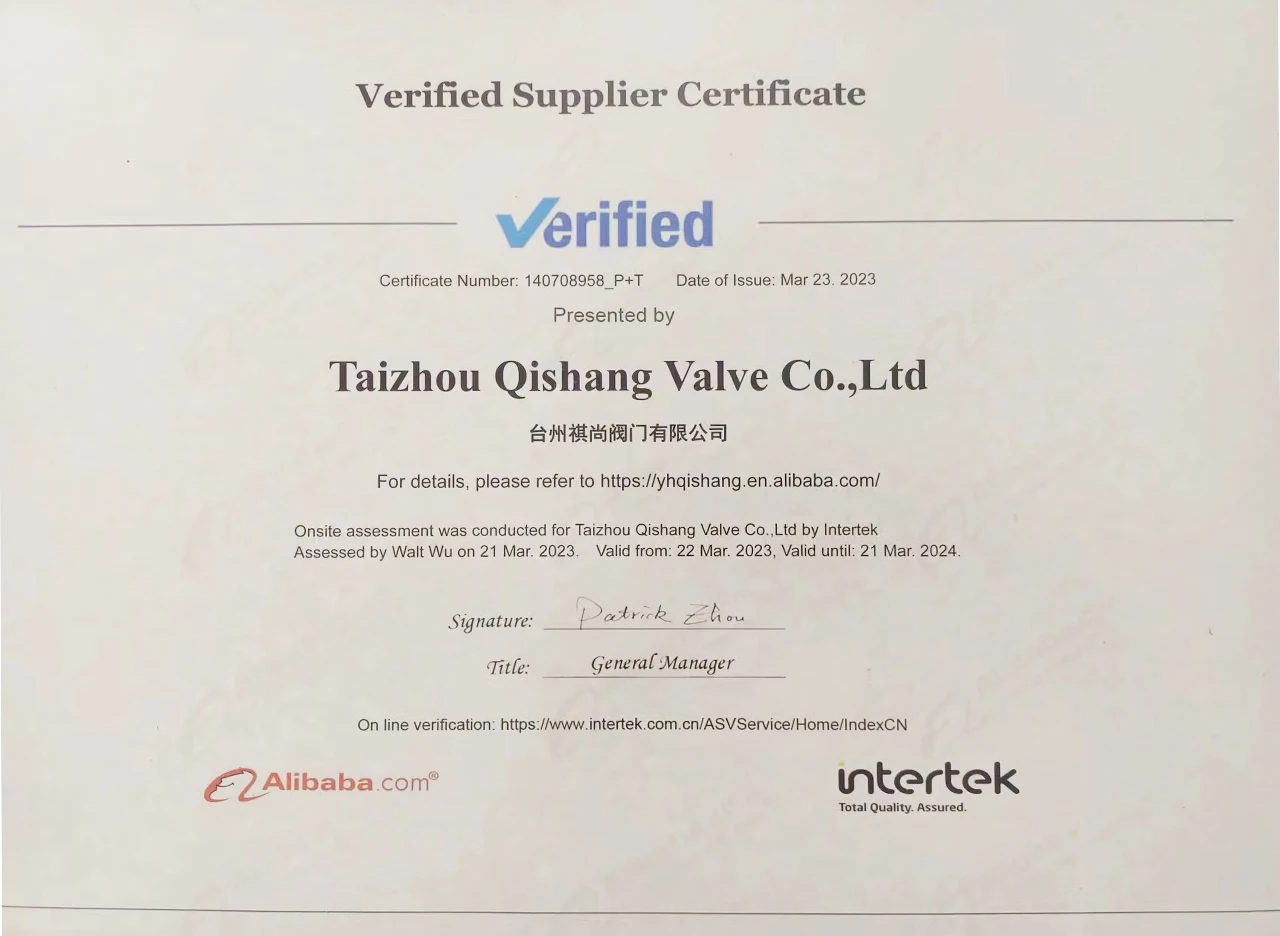 Verified Supplier Certificate
Verified
Certificate Number: 140708958_P+T Date of Issue: Mar 23. 2023
Presented by
Taizhou Qishang Valve Co.,Ltd
台州祺尚阀门有限公司
For details, please refer to https://yhqishang.en.alibaba.com/
Onsite assessment was conducted for Taizhou Qishang Valve Co.,Ltd by Intertek
Assessed by Walt Wu on 21 Mar. 2023. Valid from: 22 Mar. 2023, Valid until: 21 Mar. 2024.
Signature: Patrick Zhou
Title: General Manager
On line verification: https://www.intertek.com.cn/ASVService/Home/IndexCN
Alibaba.com®
intertek
Total Quality. Assured.